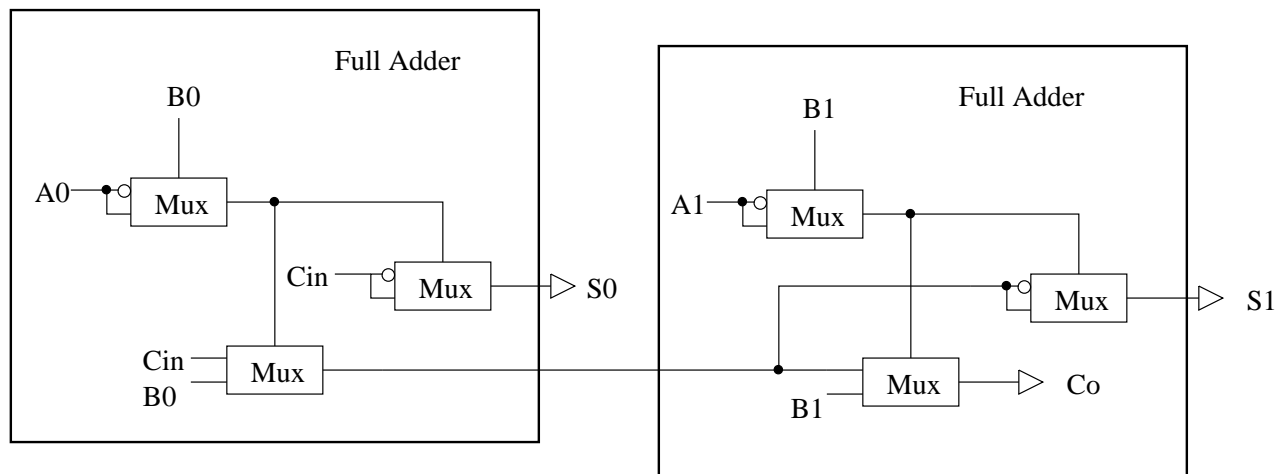 Full Adder
B0
A0
Mux
Cin
Mux
S0
Cin
B0
Mux
Full Adder
B1
A1
Mux
Mux
S1
B1
Mux
Co